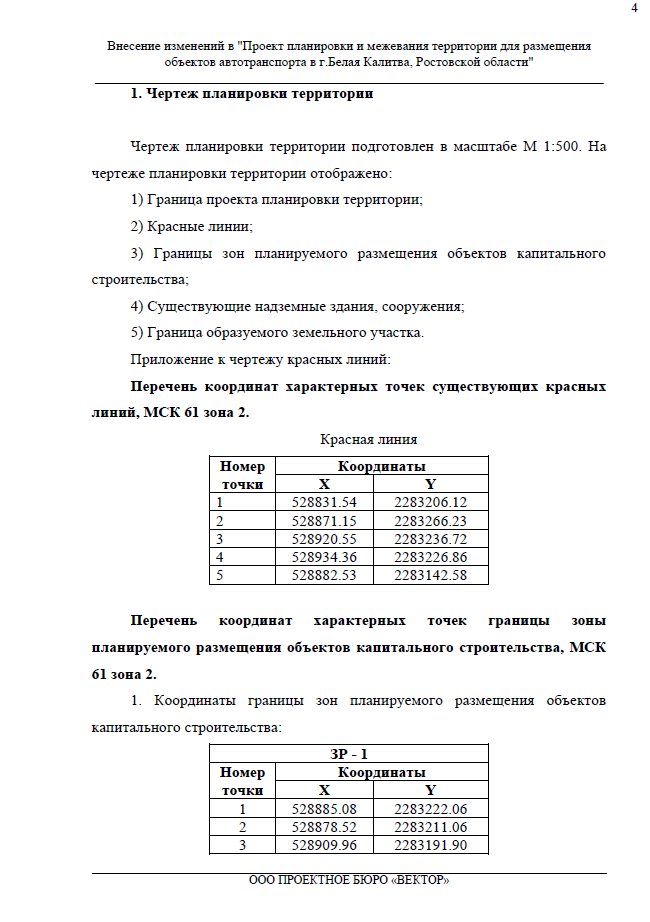 4
Внесение изменений в "Проект планировки и межевания территории для размещения
объектов автотранспорта в г.Белая Калитва, Ростовской области"
1. Чертеж планировки территории
Чертеж планировки территории подготовлен в масштабе М 1:500. На
чертеже планировки территории отображено:
1) Граница проекта планировки территории;
2) Красные линии;
3) Границы зон планируемого размещения объектов капитального
строительства;
4) Существующие надземные здания, сооружения;
5) Граница образуемого земельного участка.
Приложение к чертежу красных линий:
Перечень координат характерных точек существующих красных
линий, МСК 61 зона 2.
Красная линия
Номер Координаты
точки X Y
1 528831.54 2283206.12
2 528871.15 2283266.23
3 528920.55 2283236.72
4 528934.36 2283226.86
5 528882.53 2283142.58
Перечень координат характерных точек границы зоны
планируемого размещения объектов капитального строительства, МСК
61 зона 2.
1. Координаты границы зон планируемого размещения объектов
капитального строительства:
ЗР - 1
Номер Координаты
точки X Y
1 528885.08 2283222.06
2 528878.52 2283211.06
3 528909.96 2283191.90
ООО ПРОЕКТНОЕ БЮРО «ВЕКТОР»